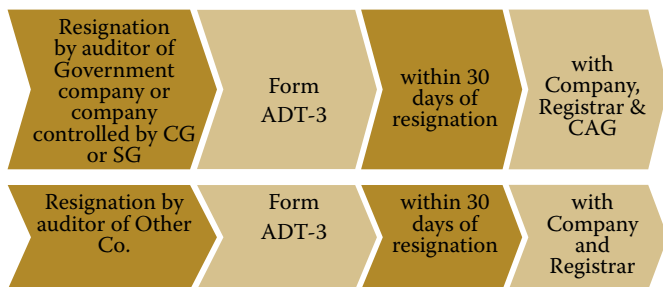 Resignation
by auditor of
Government
company or
company
controlled by CG
or SG
Form
ADT-3
within 30
days of
resignation
with
Company,
Registrar &
CAG
Resignation by
auditor of Other
Co.
Form
ADT-3
within 30
days of
resignation
with
Company
and
Registrar